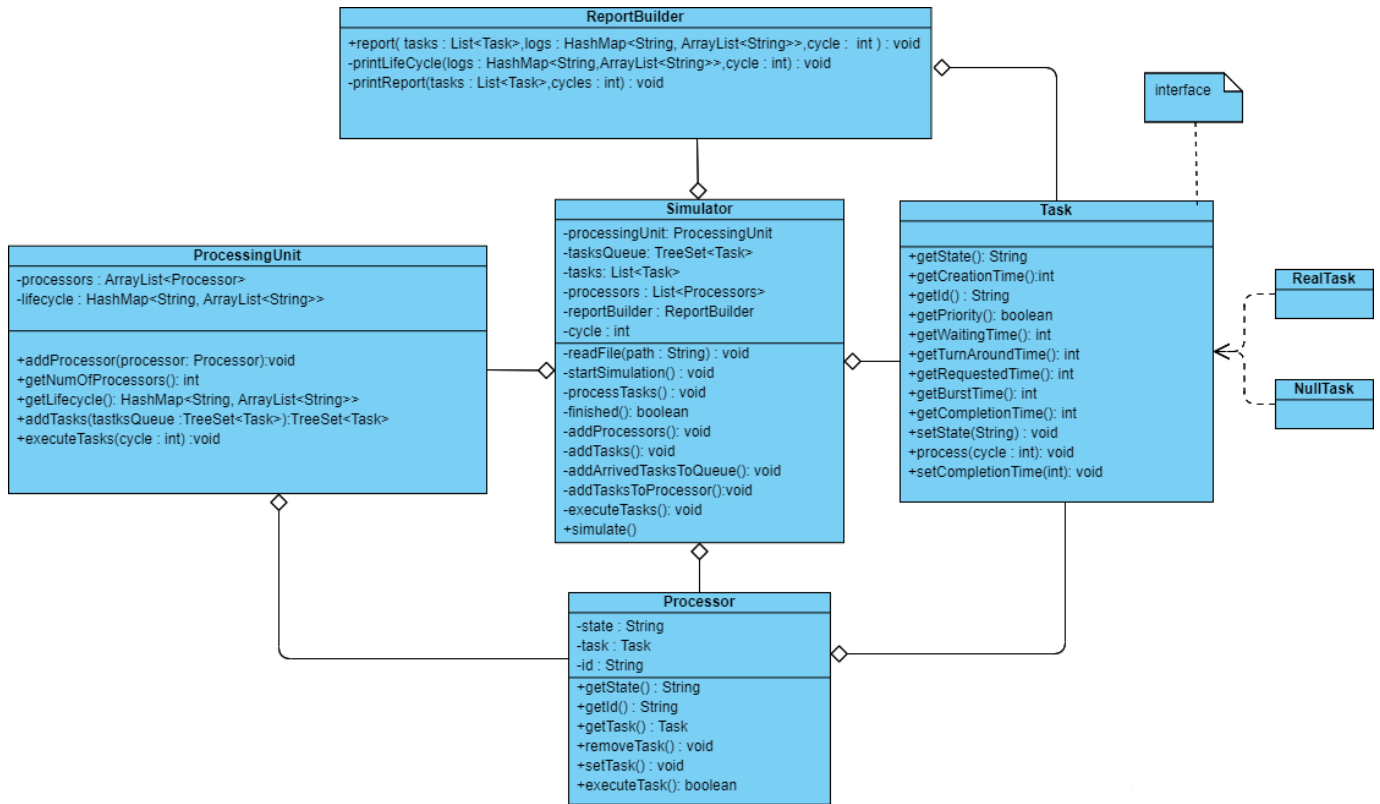 ReportBuilder
+report( tasks : List<Task>,logs : HashMap<String, ArrayList<String>>,cycle : int ) : void
-printLifeCycle(logs : HashMap<String,ArrayList<String>>,cycle : int) : void
-printReport(tasks : List<Task>,cycles : int) : void
interface
Simulator
-processingUnit: ProcessingUnit
-tasksQueue: TreeSet<Task>
-tasks: List<Task>
-processors : List<Processors>
-reportBuilder : ReportBuilder
-cycle : int
-readFile(path : String) : void
-startSimulation() : void
-processTasks() : void
-finished(): boolean
-addProcessors(): void
-addTasks(): void
-addArrivedTasksToQueue(): void
-addTasksToProcessor():void
-executeTasks(): void
+simulate()
Task
+getState(): String
+getCreationTime():int
+getId() : String
+getPriority(): boolean
+getWaitingTime(): int
+getTurnAroundTime(): int
+getRequestedTime(): int
+getBurstTime(): int
+getCompletionTime(): int
+setState(String) : void
+process(cycle : int): void
+setCompletionTime(int): void
ProcessingUnit
-processors : ArrayList<Processor>
-lifecycle : HashMap<String, ArrayList<String>>
+addProcessor(processor: Processor):void
+getNumOfProcessors(): int
+getLifecycle(): HashMap<String, ArrayList<String>>
+addTasks(tastksQueue :TreeSet<Task>):TreeSet<Task>
+executeTasks(cycle : int) :void
RealTask
NullTask
Processor
-state : String
-task : Task
-id : String
+getState() : String
+getId() : String
+getTask() : Task
+removeTask() : void
+setTask() : void
+executeTask(): boolean